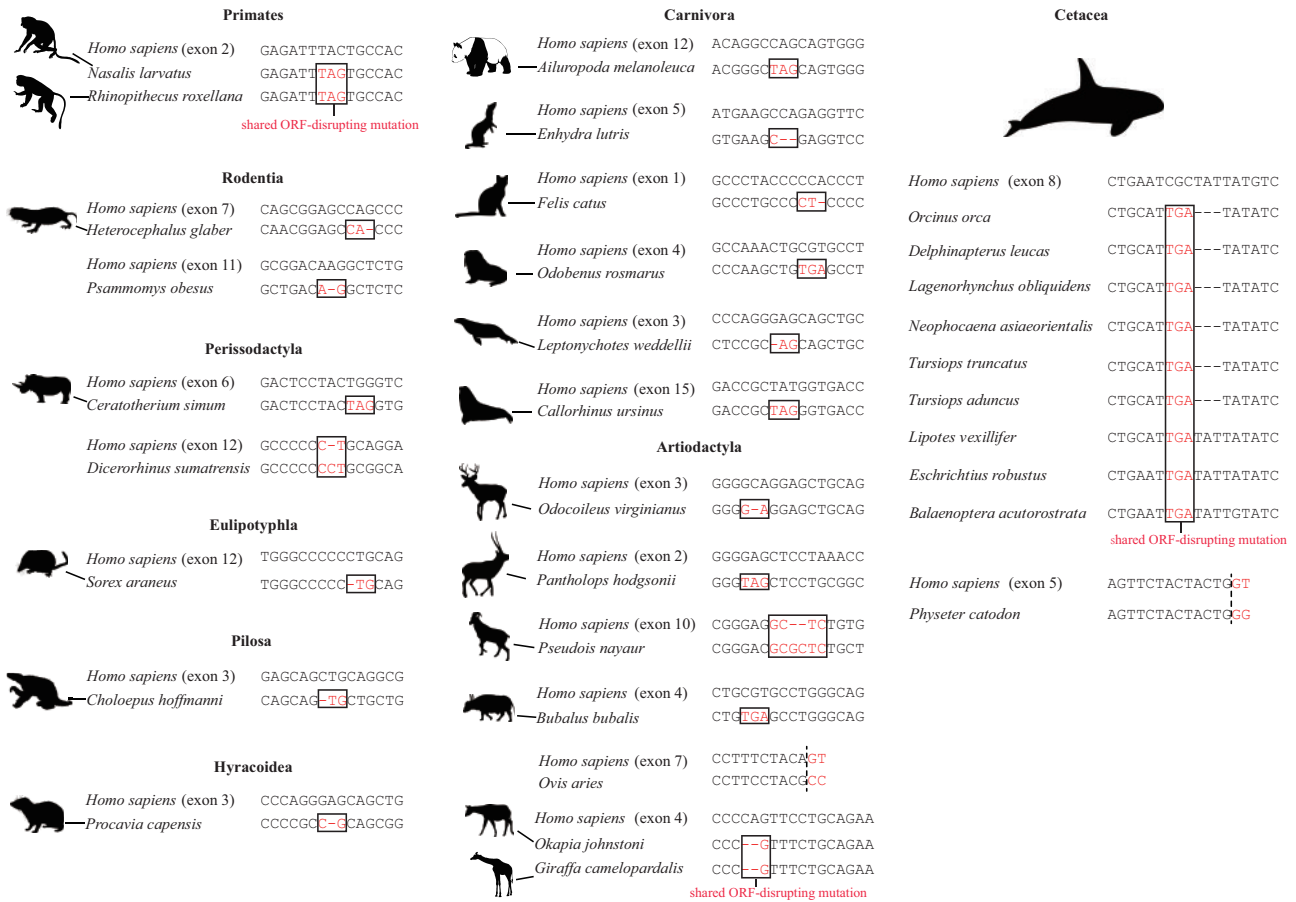 Primates
Homo sapiens (exon 2) GAGATTTACTGCCAC
Nasalis larvatus GAGATTTAGTGCCAC
Rhinopithecus roxellana GAGATTTAGTGCCAC
shared ORF-disrupting mutation
Rodentia
Homo sapiens (exon 7) CAGCGGAGCCAGCCC
Heterocephalus glaber CAACGGAGCCA-CCC
Homo sapiens (exon 11) GCGGACAAGGCTCTG
Psammomys obesus GCTGACA-GGCTCTC
Perissodactyla
Homo sapiens (exon 6) GACTCCTACTGGGTC
Ceratotherium simum GACTCCTACTAGGTG
Homo sapiens (exon 12) GCCCCCC-TGCAGGA
Dicerorhinus sumatrensis GCCCCCCCTGCGGCA
Eulipotyphla
Homo sapiens (exon 12) TGGGCCCCCCTGCAG
Sorex araneus TGGGCCCCC-TGCAG
Pilosa
Homo sapiens (exon 3) GAGCAGCTGCAGGCG
Choloepus hoffmanni CAGCAG-TGCTGCTG
Hyracoidea
Homo sapiens (exon 3) CCCAGGGAGCAGCTG
Procavia capensis CCCCGCC-GCAGCGG
Carnivora
Homo sapiens (exon 12) ACAGGCCAGCAGTGGG
Ailuropoda melanoleuca ACGGGCTAGCAGTGGG
Homo sapiens (exon 5) ATGAAGCCAGAGGTTC
Enhydra lutris GTGAAGC--GAGGTCC
Homo sapiens (exon 1) GCCCTACCCCCACCCT
Felis catus GCCCTGCCCCT-CCCC
Homo sapiens (exon 4) GCCAAACTGCGTGCCT
Odobenus rosmarus CCCAAGCTGTGAGCCT
Homo sapiens (exon 3) CCCAGGGAGCAGCTGC
Leptonychotes weddellii CTCCGC-AGCAGCTGC
Homo sapiens (exon 15) GACCGCTATGGTGACC
Callorhinus ursinus GACCGCTAGGGTGACC
Artiodactyla
Homo sapiens (exon 3) GGGGCAGGAGCTGCAG
Odocoileus virginianus GGGG-AGGAGCTGCAG
Homo sapiens (exon 2) GGGGAGCTCCTAAACC
Pantholops hodgsonii GGGTAGCTCCTGCGGC
Homo sapiens (exon 10) CGGGAGGC--TCTGTG
Pseudois nayaur CGGGACGCGCTCTGCT
Homo sapiens (exon 4) CTGCGTGCCTGGGCAG
Bubalus bubalis CTGTGAGCCTGGGCAG
Homo sapiens (exon 7) CCTTTCTACAGT
Ovis aries CCTTCCTACGCC
Homo sapiens (exon 4) CCCCAGTTCCTGCAGAA
Okapia johnstoni CCC--GTTTCTGCAGAA
Giraffa camelopardalis CCC--GTTTCTGCAGAA
shared ORF-disrupting mutation
Cetacea
Homo sapiens (exon 8) CTGAATCGCTATTATGTC
Orcinus orca CTGCATTGA---TATATC
Delphinapterus leucas CTGCATTGA---TATATC
Lagenorhynchus obliquidens CTGCATTGA---TATATC
Neophocaena asiaeorientalis CTGCATTGA---TATATC
Tursiops truncatus CTGCATTGA---TATATC
Tursiops aduncus CTGCATTGA---TATATC
Lipotes vexillifer CTGCATTGATATTATATC
Eschrichtius robustus CTGAATTGATATTATATC
Balaenoptera acutorostrata CTGAATTGATATTGTATC
shared ORF-disrupting mutation
Homo sapiens (exon 5) AGTTCTACTACTGGT
Physeter catodon AGTTCTACTACTGGG